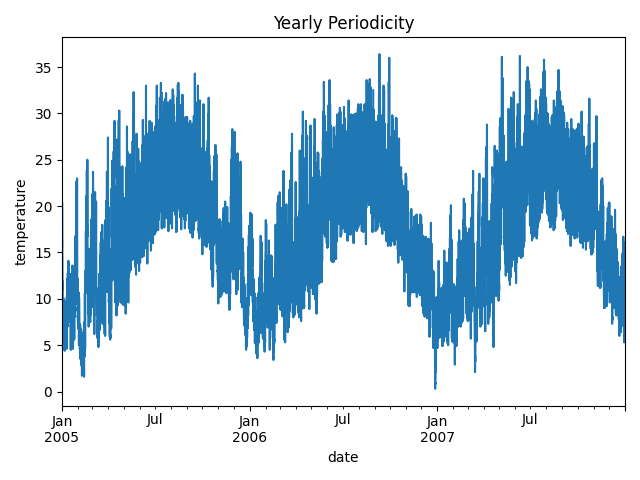 Yearly Periodicity
temperature
35
30
25
20
15
10
5
0
Jan
2005
Jul
Jan
2006
Jul
Jan
2007
Jul
date